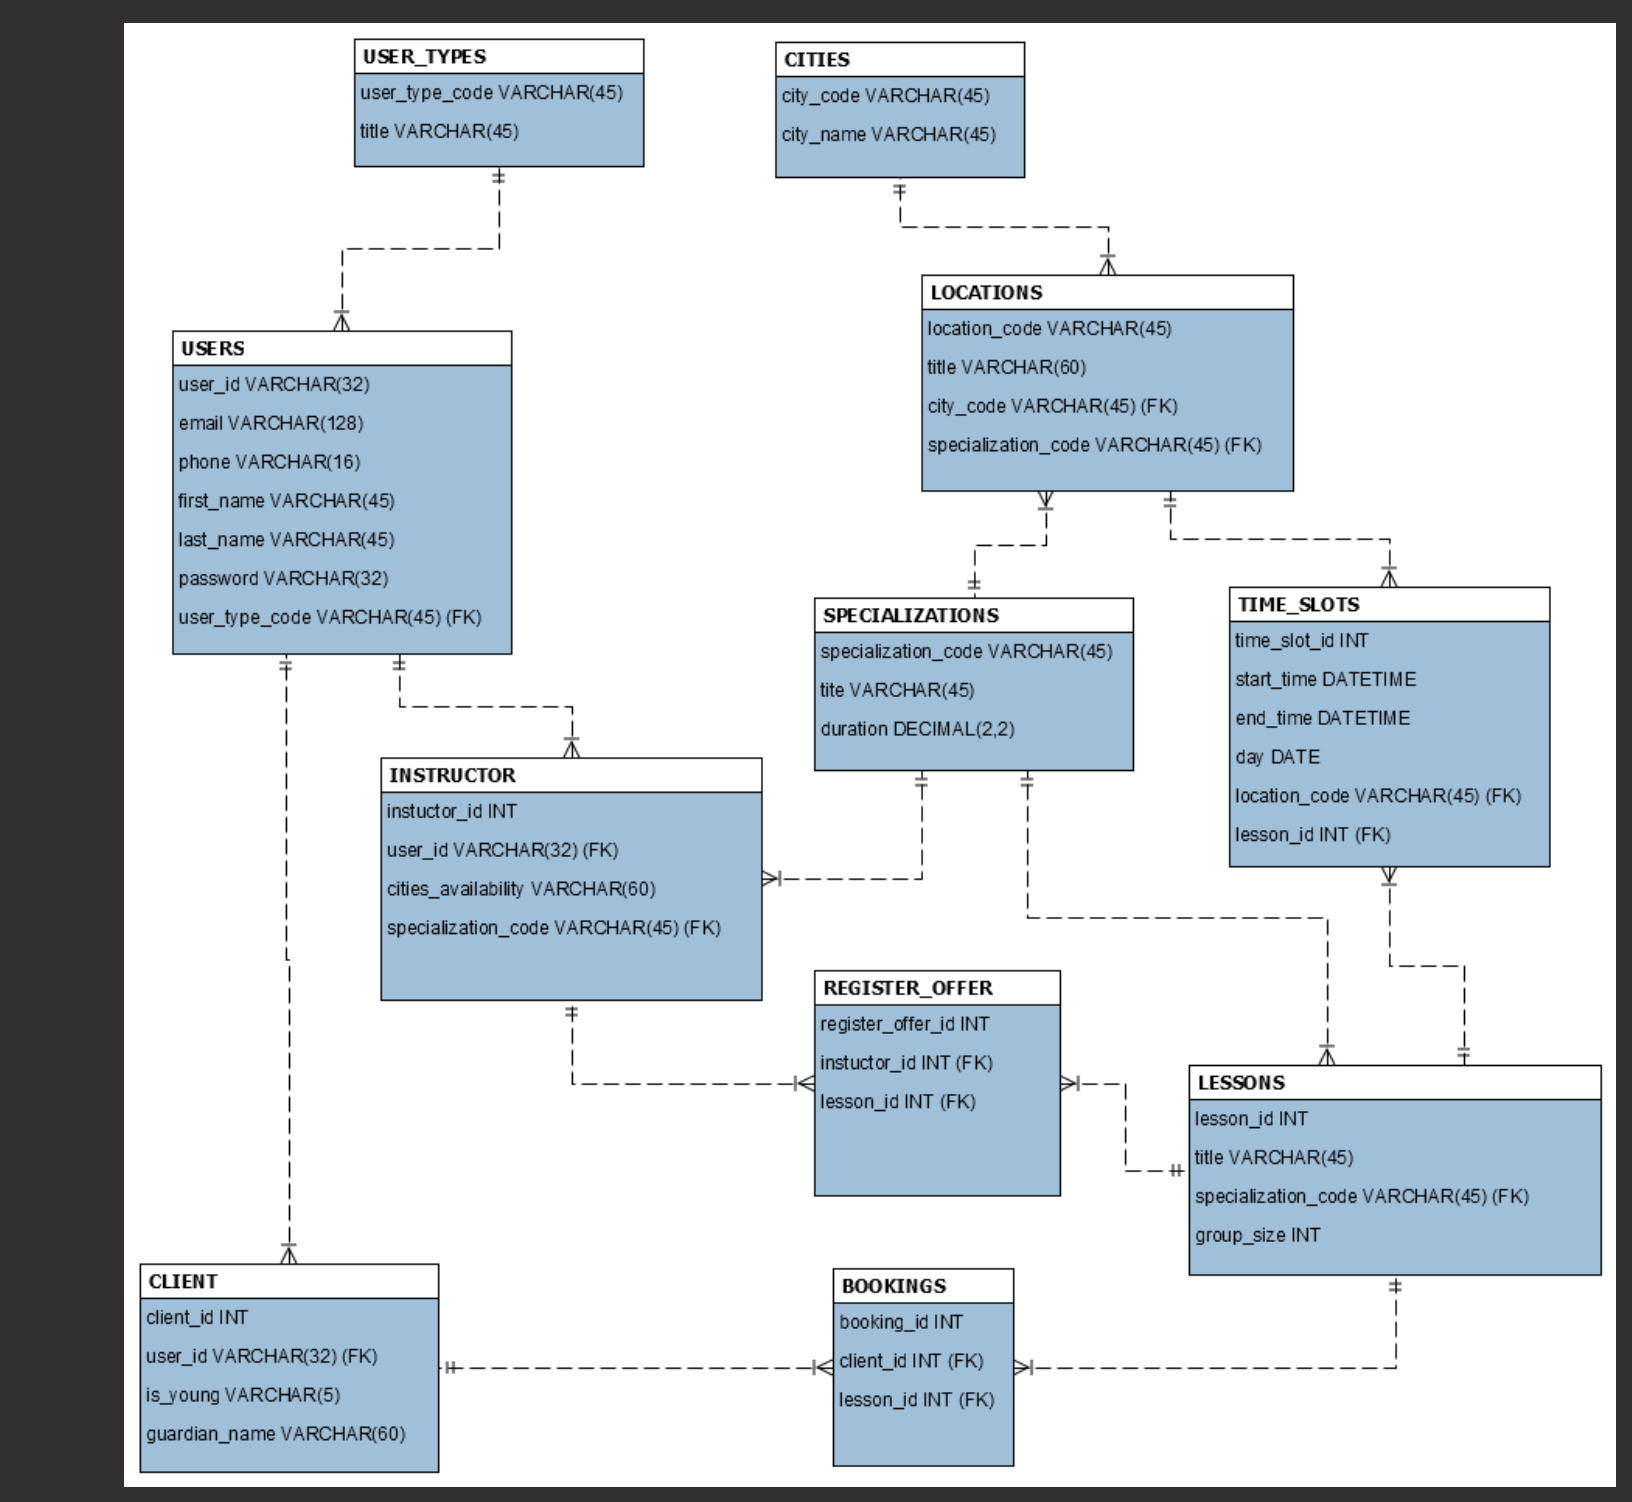 USER_TYPES
user_type_code VARCHAR(45)
title VARCHAR(45)
CITIES
city_code VARCHAR(45)
city_name VARCHAR(45)
LOCATIONS
location_code VARCHAR(45)
title VARCHAR(60)
city_code VARCHAR(45) (FK)
specialization_code VARCHAR(45) (FK)
USERS
user_id VARCHAR(32)
email VARCHAR(128)
phone VARCHAR(16)
first_name VARCHAR(45)
last_name VARCHAR(45)
password VARCHAR(32)
user_type_code VARCHAR(45) (FK)
SPECIALIZATIONS
specialization_code VARCHAR(45)
tite VARCHAR(45)
duration DECIMAL(2,2)
TIME_SLOTS
time_slot_id INT
start_time DATETIME
end_time DATETIME
day DATE
location_code VARCHAR(45) (FK)
lesson_id INT (FK)
INSTRUCTOR
instuctor_id INT
user_id VARCHAR(32) (FK)
cities_availability VARCHAR(60)
specialization_code VARCHAR(45) (FK)
REGISTER_OFFER
register_offer_id INT
instuctor_id INT (FK)
lesson_id INT (FK)
LESSONS
lesson_id INT
title VARCHAR(45)
specialization_code VARCHAR(45) (FK)
group_size INT
CLIENT
client_id INT
user_id VARCHAR(32) (FK)
is_young VARCHAR(5)
guardian_name VARCHAR(60)
BOOKINGS
booking_id INT
client_id INT (FK)
lesson_id INT (FK)